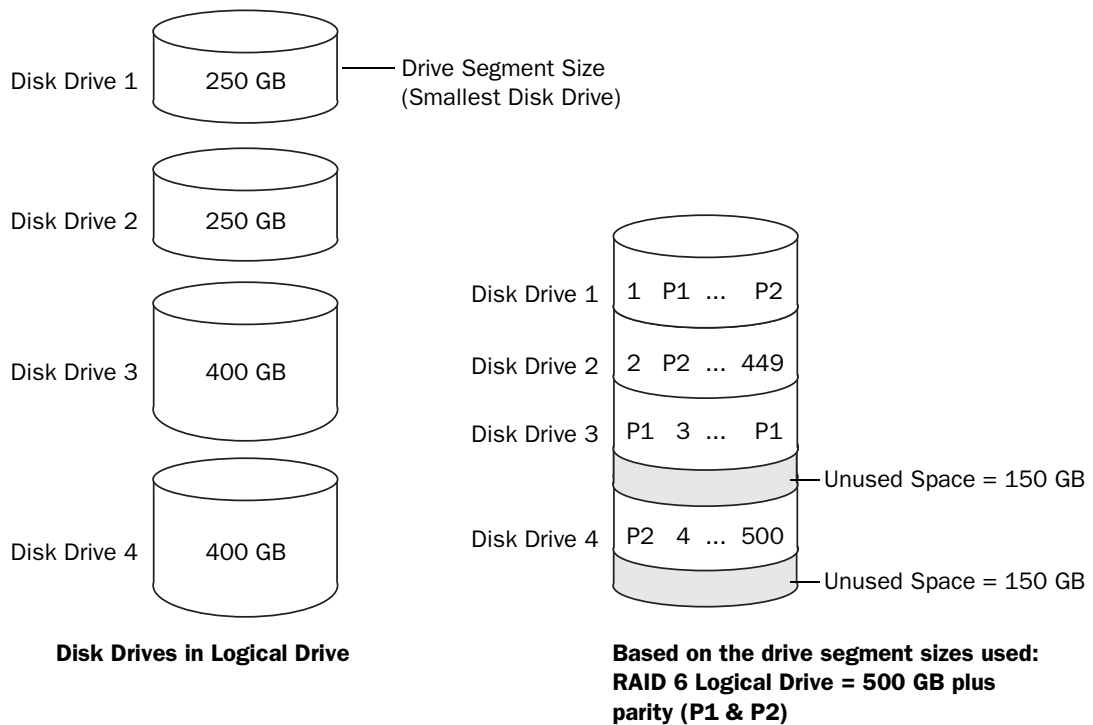 Disk Drive 1
250 GB
Drive Segment Size
(Smallest Disk Drive)
Disk Drive 2
250 GB
Disk Drive 3
400 GB
Disk Drive 4
400 GB
Disk Drives in Logical Drive
Disk Drive 1
1 P1 ... P2
Disk Drive 2
2 P2 ... 449
Disk Drive 3
P1 3 ... P1
Unused Space = 150 GB
Disk Drive 4
P2 4 ... 500
Unused Space = 150 GB
Based on the drive segment sizes used:
RAID 6 Logical Drive = 500 GB plus
parity (P1 & P2)